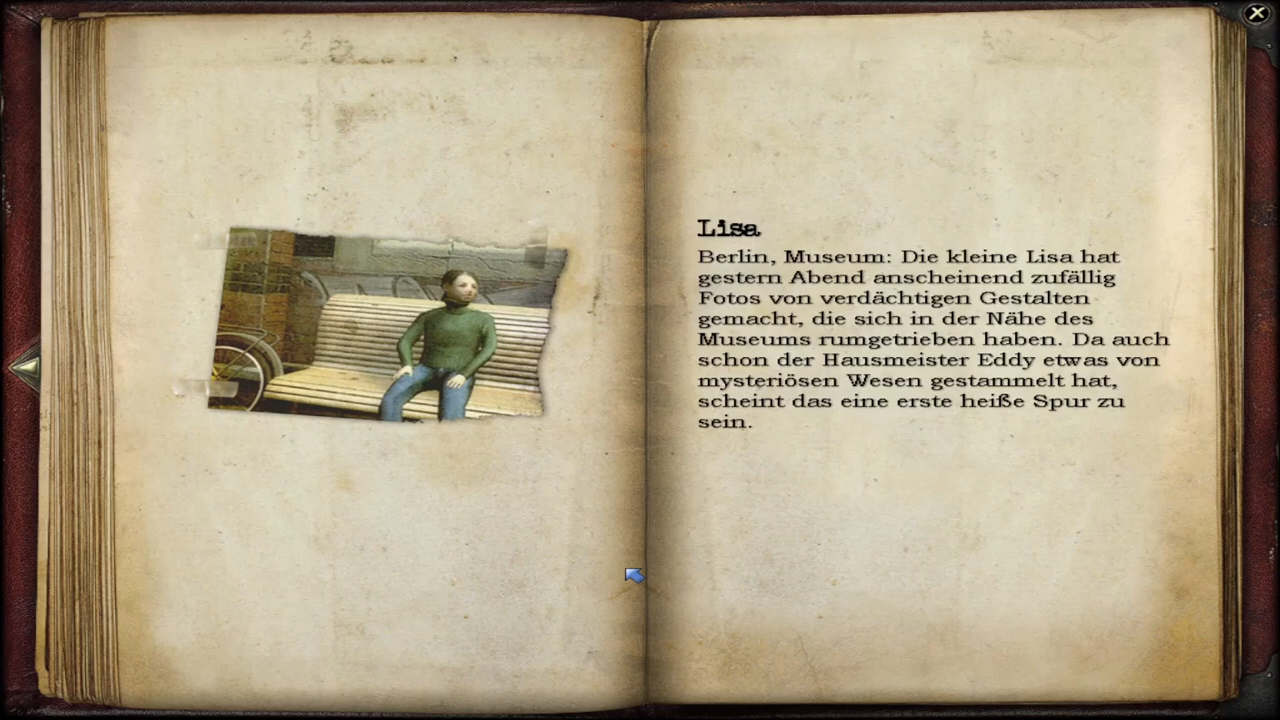 Lisa
Berlin, Museum: Die kleine Lisa hat
gestern Abend anscheinend zufällig
Fotos von verdächtigen Gestalten
gemacht, die sich in der Nähe des
Museums rumgetrieben haben. Da auch
schon der Hausmeister Eddy etwas von
mysteriösen Wesen gestammelt hat,
scheint das eine erste heiße Spur zu
sein.